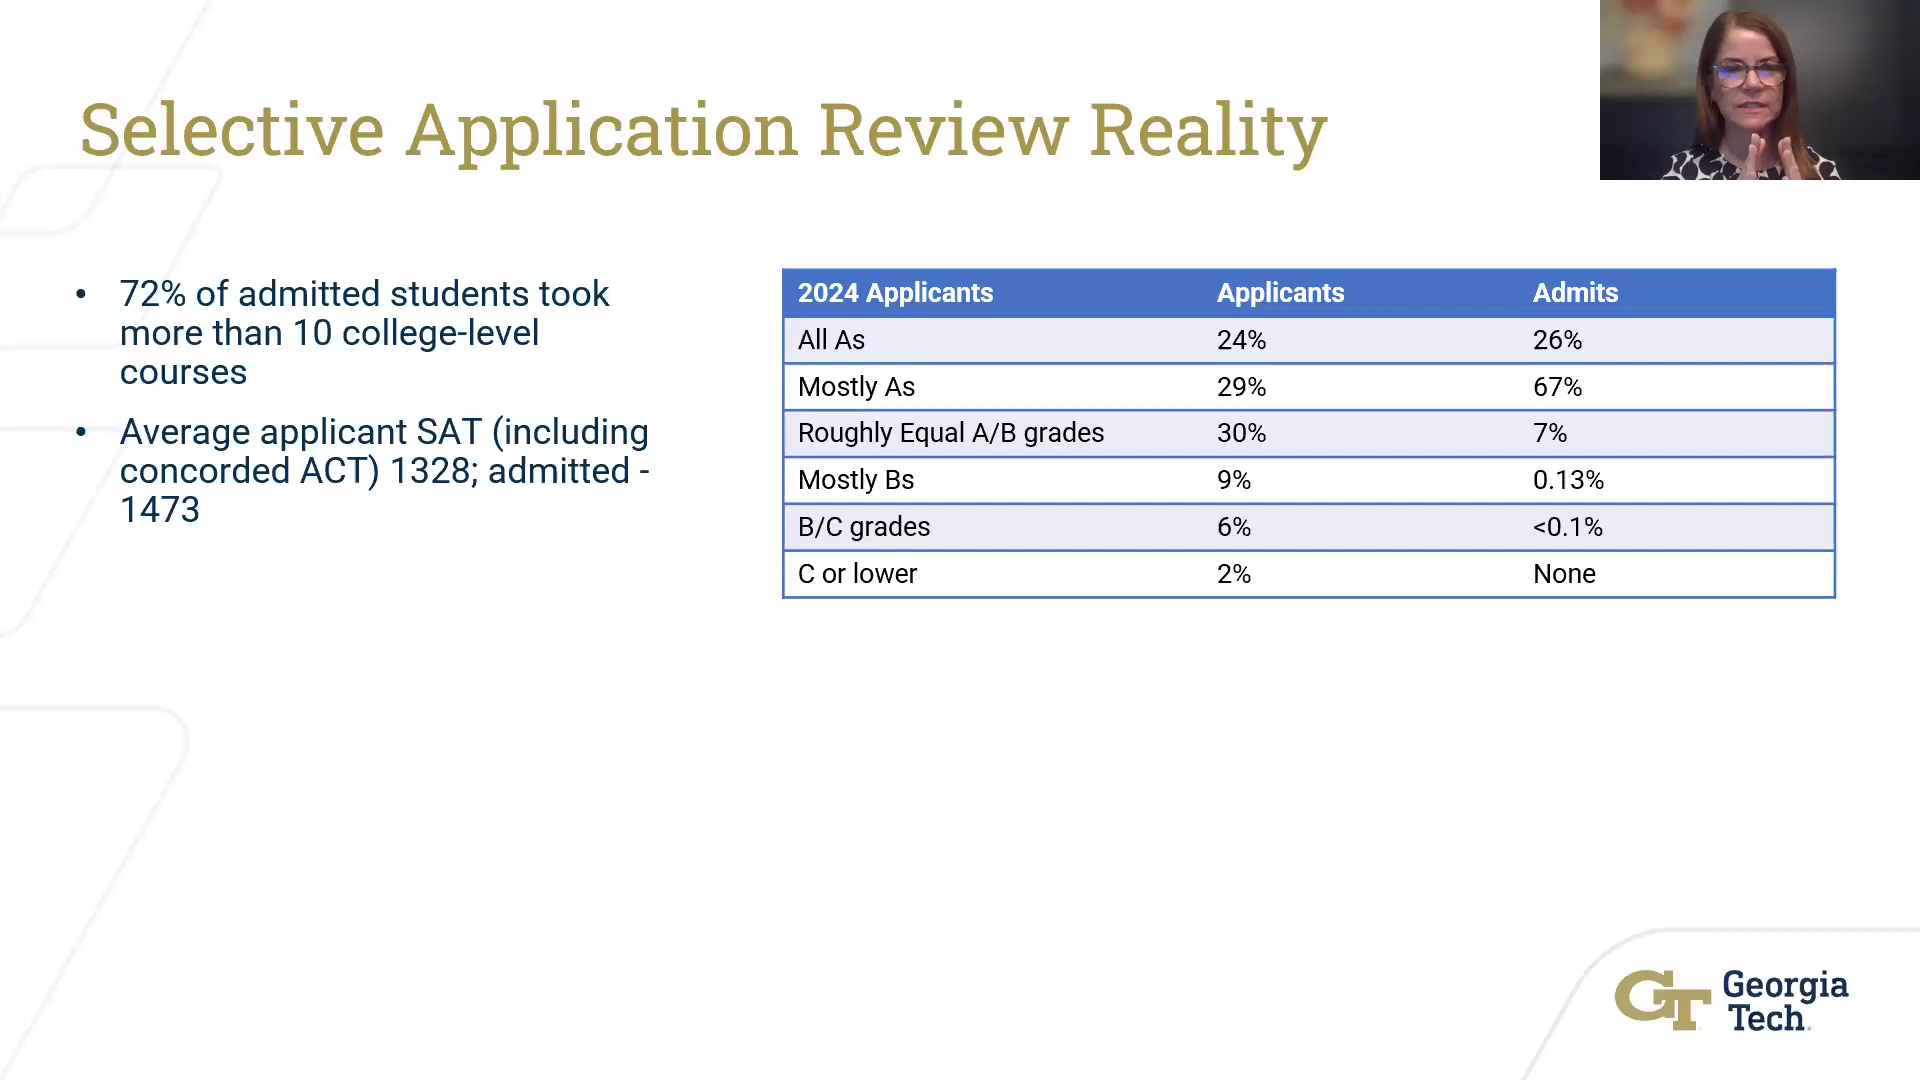 Selective Application Review Reality
• 72% of admitted students took
more than 10 college-level
courses
• Average applicant SAT (including
concorded ACT) 1328; admitted -
1473
2024 Applicants Applicants Admits
All As 24% 26%
Mostly As 29% 67%
Roughly Equal A/B grades 30% 7%
Mostly Bs 9% 0.13%
B/C grades 6% <0.1%
C or lower 2% None
GT Georgia
Tech.